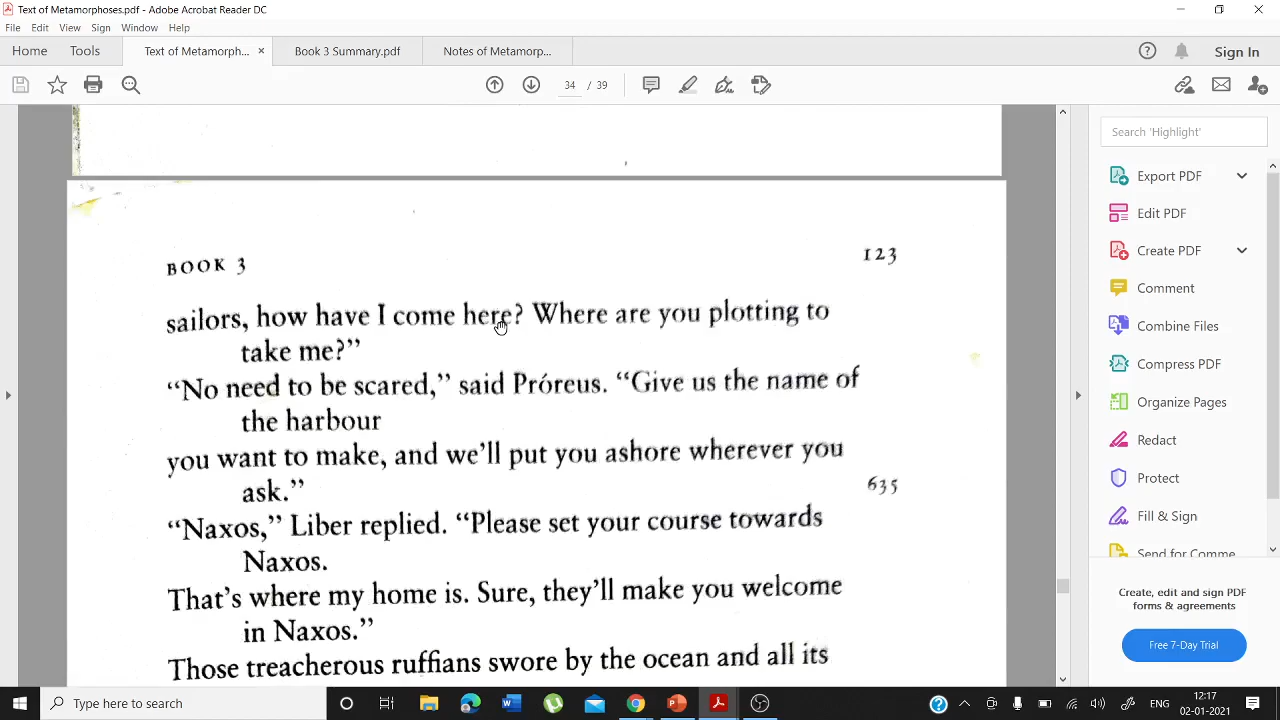 Text of Metamorphoses.pdf - Adobe Acrobat Reader DC
File Edit View Sign Window Help
Home Tools Text of Metamorph... × Book 3 Summary.pdf Notes of Metamorp... Sign In
34 / 39
Search 'Highlight'
Export PDF
Edit PDF
Create PDF
Comment
Combine Files
Compress PDF
Organize Pages
Redact
Protect
Fill & Sign
Send for Comme
Create, edit and sign PDF
forms & agreements
Free 7-Day Trial
BOOK 3 123
sailors, how have I come here? Where are you plotting to
take me?”
“No need to be scared,” said Próreus. “Give us the name of
the harbour
you want to make, and we’ll put you ashore wherever you
ask.” 635
“Naxos,” Liber replied. “Please set your course towards
Naxos.
That’s where my home is. Sure, they’ll make you welcome
in Naxos.”
Those treacherous ruffians swore by the ocean and all its
Type here to search
ENG
12:17
02-01-2021